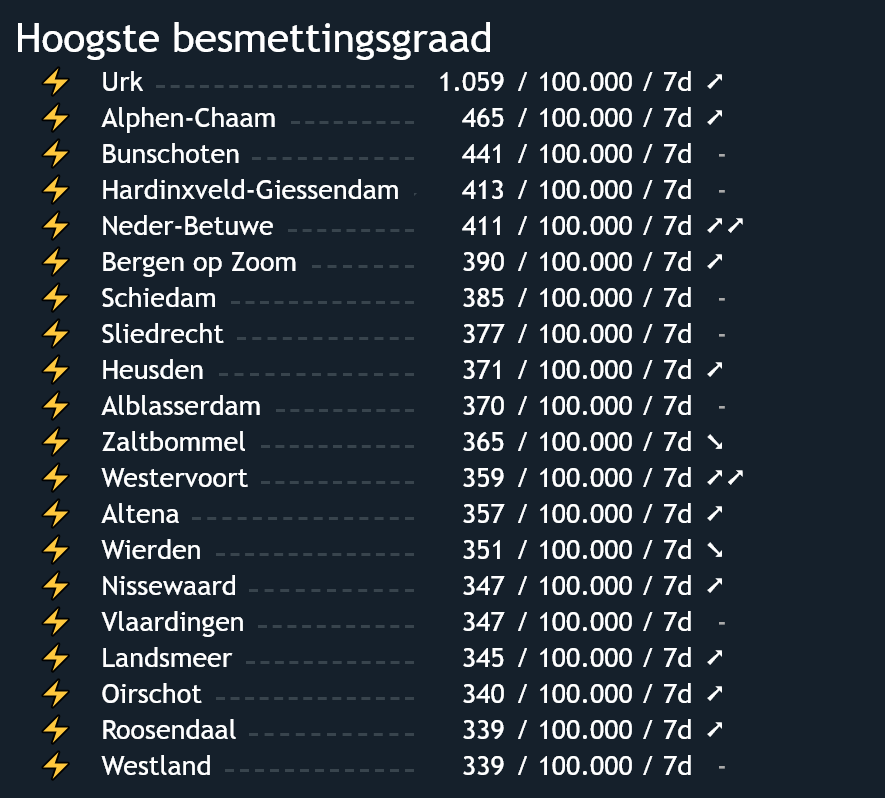 Hoogste besmettingsgraad
⚡ Urk 1.059 / 100.000 / 7d ➚
⚡ Alphen-Chaam 465 / 100.000 / 7d ➚
⚡ Bunschoten 441 / 100.000 / 7d -
⚡ Hardinxveld-Giessendam 413 / 100.000 / 7d -
⚡ Neder-Betuwe 411 / 100.000 / 7d ➚➚
⚡ Bergen op Zoom 390 / 100.000 / 7d ➚
⚡ Schiedam 385 / 100.000 / 7d -
⚡ Sliedrecht 377 / 100.000 / 7d -
⚡ Heusden 371 / 100.000 / 7d ➚
⚡ Alblasserdam 370 / 100.000 / 7d -
⚡ Zaltbommel 365 / 100.000 / 7d ➘
⚡ Westervoort 359 / 100.000 / 7d ➚➚
⚡ Altena 357 / 100.000 / 7d ➚
⚡ Wierden 351 / 100.000 / 7d ➘
⚡ Nissewaard 347 / 100.000 / 7d ➚
⚡ Vlaardingen 347 / 100.000 / 7d -
⚡ Landsmeer 345 / 100.000 / 7d ➚
⚡ Oirschot 340 / 100.000 / 7d ➚
⚡ Roosendaal 339 / 100.000 / 7d ➚
⚡ Westland 339 / 100.000 / 7d -